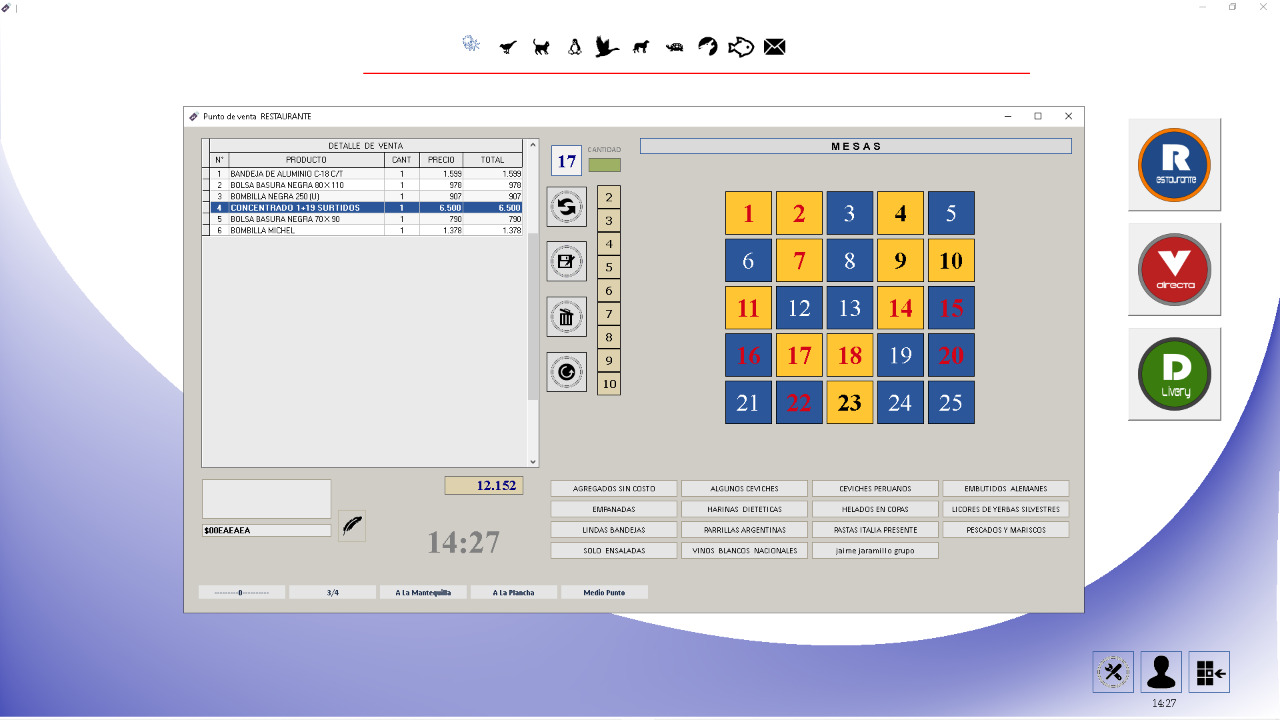 Punto de venta RESTAURANTE
DETALLE DE VENTA
N° PRODUCTO CANT PRECIO TOTAL
1 BANDEJA DE ALUMINIO C-18 C/T 1 1.599 1.599
2 BOLSA BASURA NEGRA 80 X 110 1 978 978
3 BOMBILLA NEGRA 250 (U) 1 907 907
4 CONCENTRADO 1+19 SURTIDOS 1 6.500 6.500
5 BOLSA BASURA NEGRA 70 X 90 1 790 790
6 BOMBILLA MICHEL 1 1.378 1.378
12.152
$00EAEAEA
14:27
17
CANTIDAD
2
3
4
5
6
7
8
9
10
MESAS
1 2 3 4 5
6 7 8 9 10
11 12 13 14 15
16 17 18 19 20
21 22 23 24 25
AGREGADOS SIN COSTO ALGUNOS CEVICHES CEVICHES PERUANOS EMBUTIDOS ALEMANES
EMPANADAS HARINAS DIETETICAS HELADOS EN COPAS LICORES DE YERBAS SILVESTRES
LINDAS BANDEJAS PARRILLAS ARGENTINAS PASTAS ITALIA PRESENTE PESCADOS Y MARISCOS
SOLO ENSALADAS VINOS BLANCOS NACIONALES jaime jaramillo grupo
---------0---------- 3/4 A La Mantequilla A La Plancha Medio Punto
R
estaurante
V
directa
D
Livery
14:27